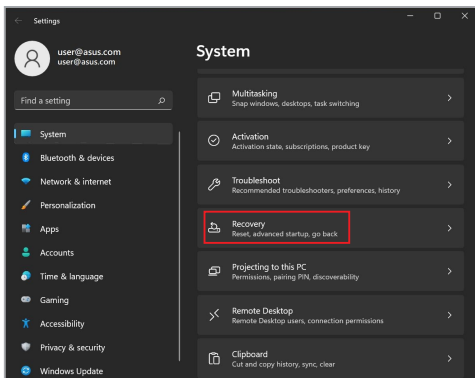 Settings
user@asus.com
user@asus.com
Find a setting
System
Bluetooth & devices
Network & internet
Personalization
Apps
Accounts
Time & language
Gaming
Accessibility
Privacy & security
Windows Update
System
Multitasking
Snap windows, desktops, task switching
Activation
Activation state, subscriptions, product key
Troubleshoot
Recommended troubleshooters, preferences, history
Recovery
Reset, advanced startup, go back
Projecting to this PC
Permissions, pairing PIN, discoverability
Remote Desktop
Remote Desktop users, connection permissions
Clipboard
Cut and copy history, sync, clear